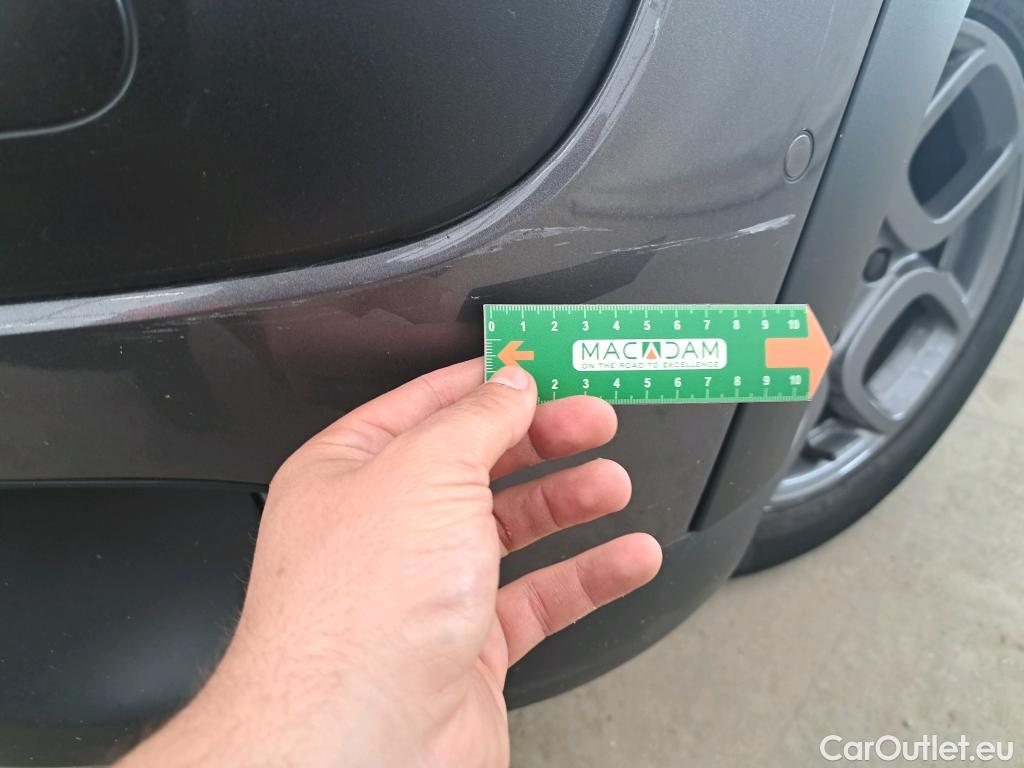 0 1 2 3 4 5 6 7 8 9 10
MACADAM
ON THE ROAD TO EXCELLENCE
2 3 4 5 6 7 8 9 10
CarOutlet.eu